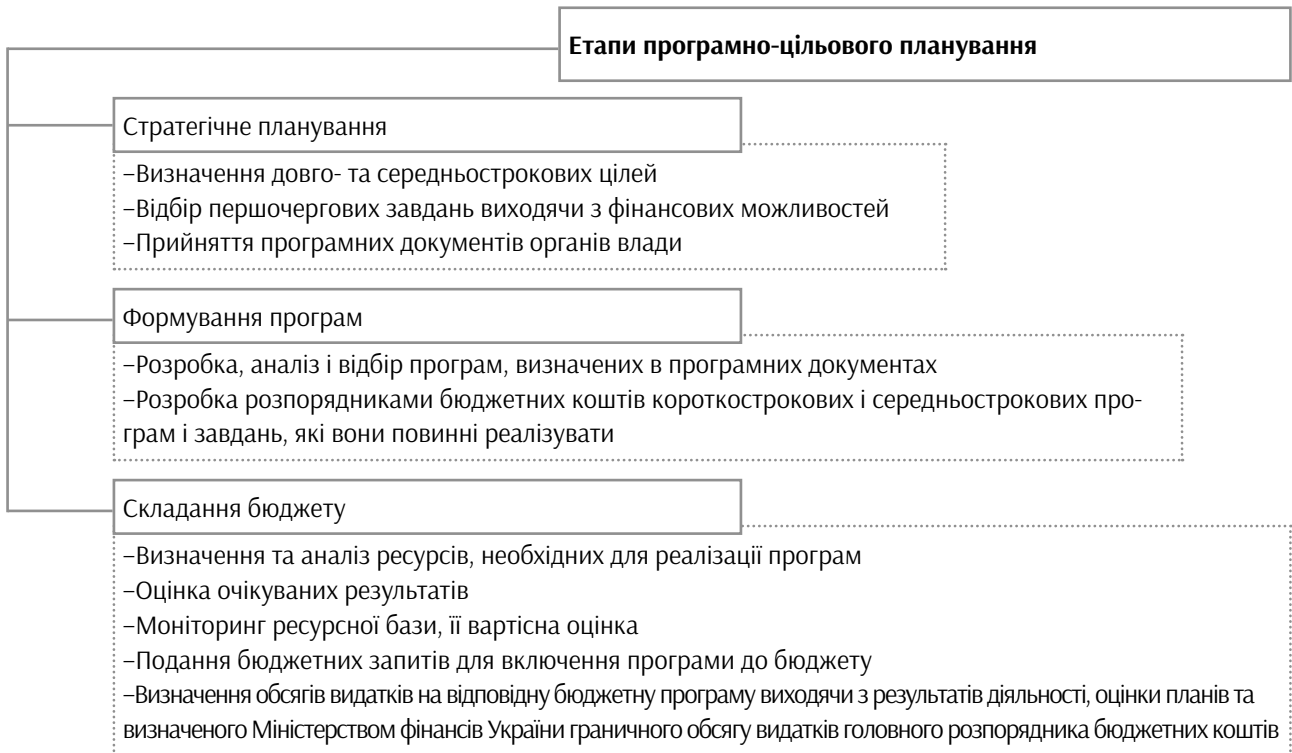 Етапи програмно-цільового планування
Стратегічне планування
–Визначення довго- та середньострокових цілей
–Відбір першочергових завдань виходячи з фінансових можливостей
–Прийняття програмних документів органів влади
Формування програм
–Розробка, аналіз і відбір програм, визначених в програмних документах
–Розробка розпорядниками бюджетних коштів короткострокових і середньострокових про-
грам і завдань, які вони повинні реалізувати
Складання бюджету
–Визначення та аналіз ресурсів, необхідних для реалізації програм
–Оцінка очікуваних результатів
–Моніторинг ресурсної бази, її вартісна оцінка
–Подання бюджетних запитів для включення програми до бюджету
–Визначення обсягів видатків на відповідну бюджетну програму виходячи з результатів діяльності, оцінки планів та
визначеного Міністерством фінансів України граничного обсягу видатків головного розпорядника бюджетних коштів